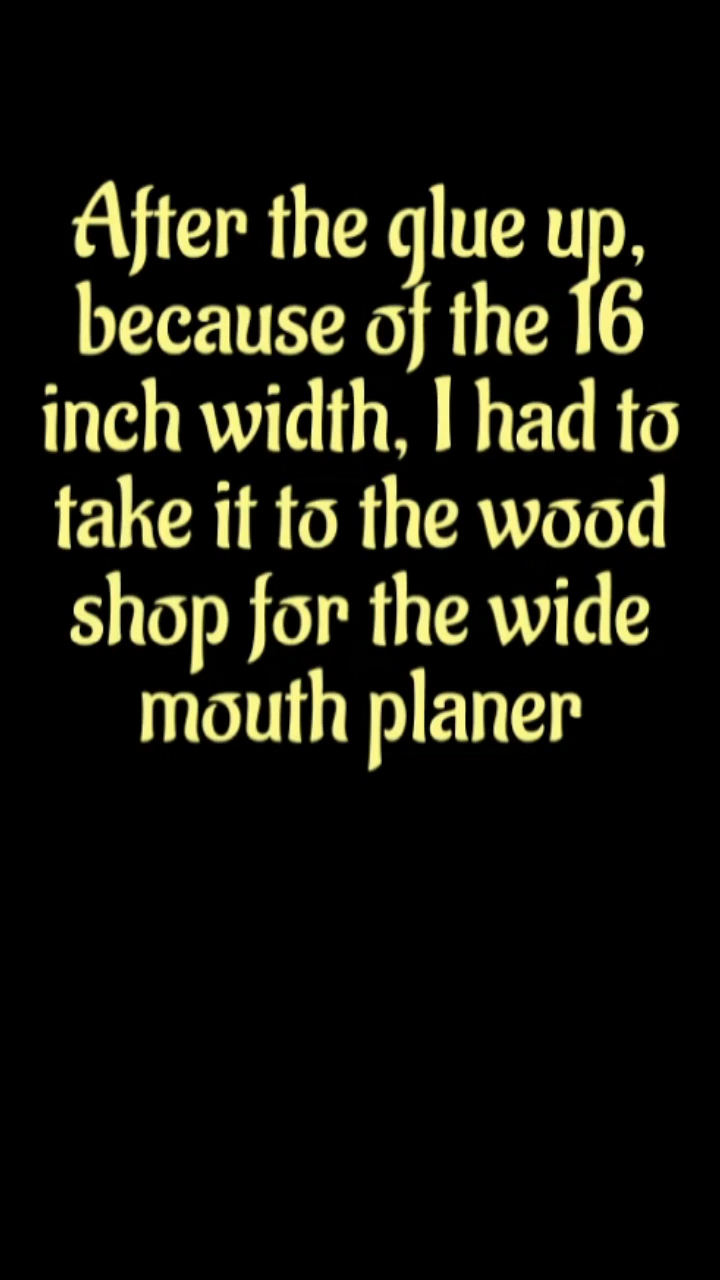 After the glue up,
because of the 16
inch width, I had to
take it to the wood
shop for the wide
mouth planer